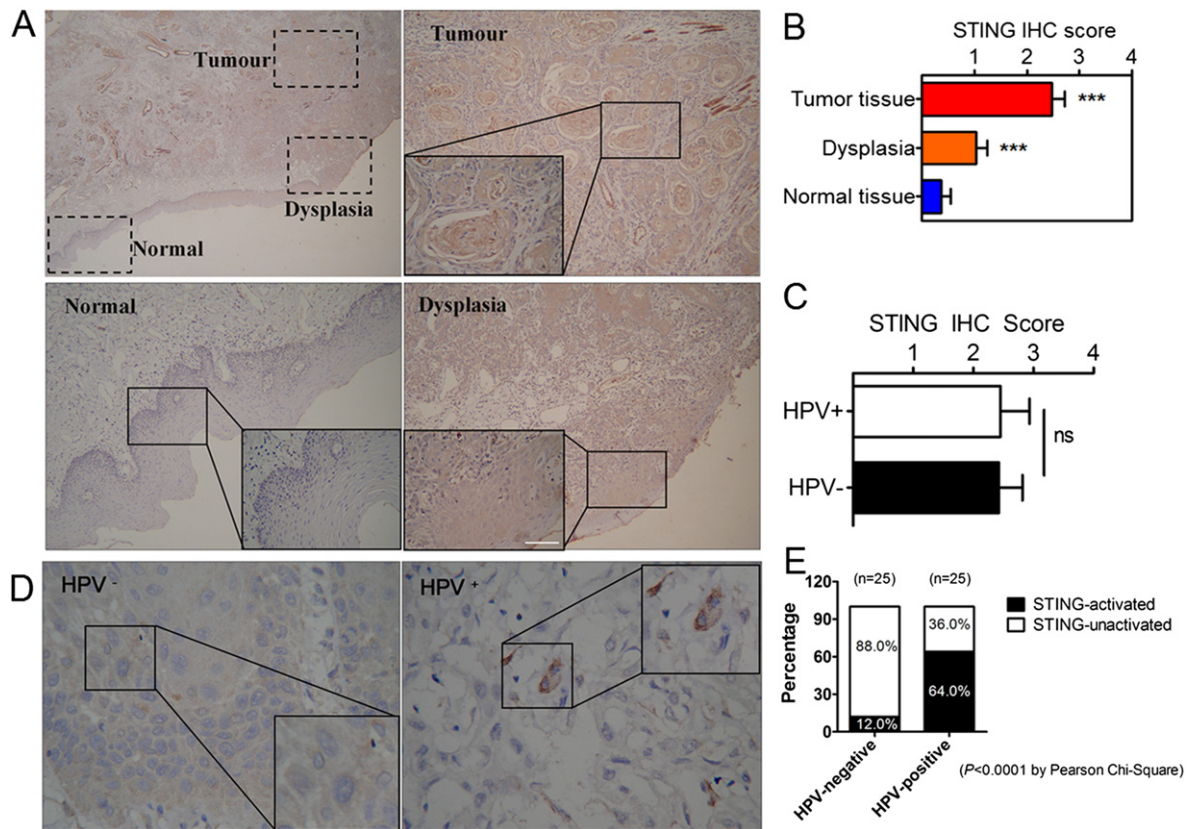 A
Tumour
Dysplasia
Normal
Tumour
Normal
Dysplasia
B
STING IHC score
1 2 3 4
Tumor tissue ***
Dysplasia ***
Normal tissue
C
STING IHC Score
1 2 3 4
HPV+
HPV-
ns
D
HPV -
HPV +
E
(n=25) (n=25)
STING-activated
STING-unactivated
Percentage
120
90
60
30
0
88.0%
12.0%
36.0%
64.0%
HPV-negative
HPV-positive
(P<0.0001 by Pearson Chi-Square)